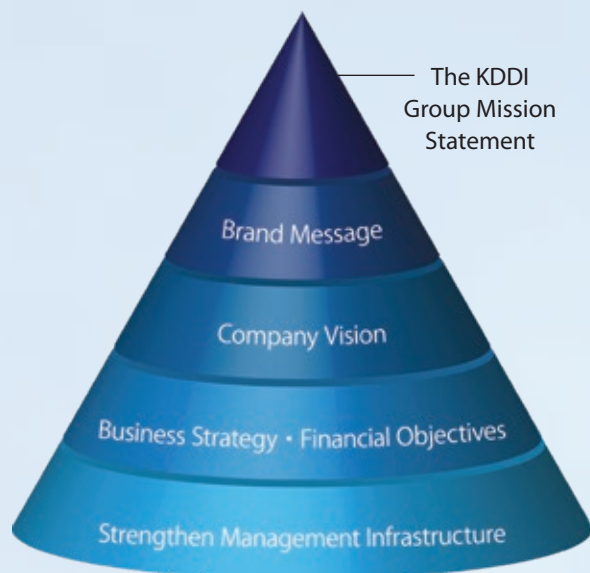 The KDDI
Group Mission
Statement
Brand Message
Company Vision
Business Strategy・Financial Objectives
Strengthen Management Infrastructure